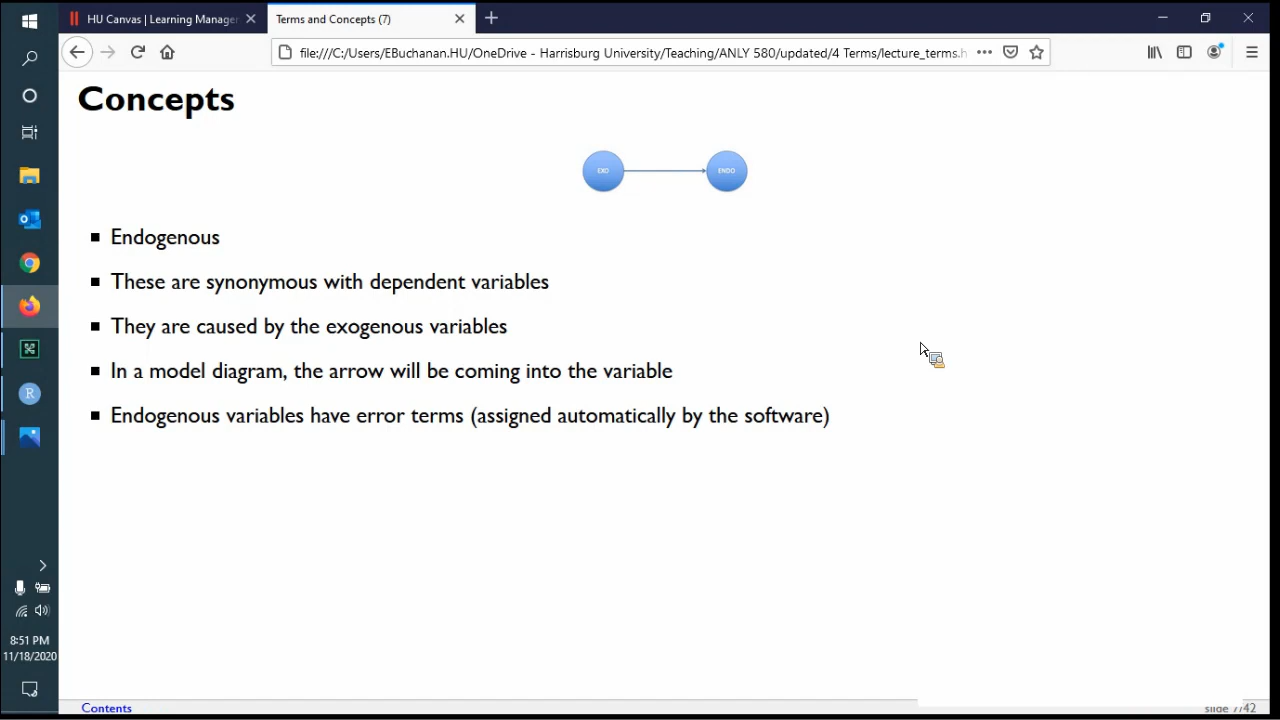 HU Canvas | Learning Manage
Terms and Concepts (7)
file:///C:/Users/EBuchanan.HU/OneDrive - Harrisburg University/Teaching/ANLY 580/updated/4 Terms/lecture_terms.h
Concepts
EXO
ENDO
Endogenous
These are synonymous with dependent variables
They are caused by the exogenous variables
In a model diagram, the arrow will be coming into the variable
Endogenous variables have error terms (assigned automatically by the software)
8:51 PM
11/18/2020
Contents
slide 7/42